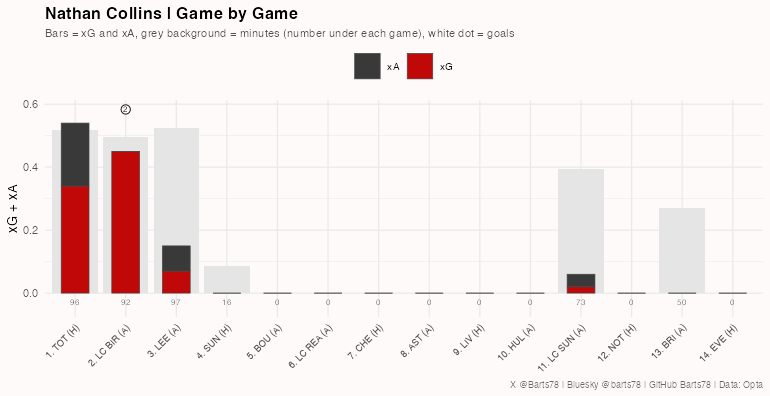 Nathan Collins l Game by Game
Bars = xG and xA, grey background = minutes (number under each game), white dot = goals
xA xG
xG + xA
0.6
0.4
0.2
0.0
2
96 92 97 16 0 0 0 0 0 0 73 0 50 0
1. TOT (H)
2. LC BIR (A)
3. LEE (A)
4. SUN (H)
5. BOU (A)
6. LC REA (A)
7. CHE (H)
8. AST (A)
9. LIV (H)
10. HUL (A)
11. LC SUN (A)
12. NOT (H)
13. BRI (A)
14. EVE (H)
X @Barts78 l Bluesky @barts78 l GitHub Barts78 l Data: Opta